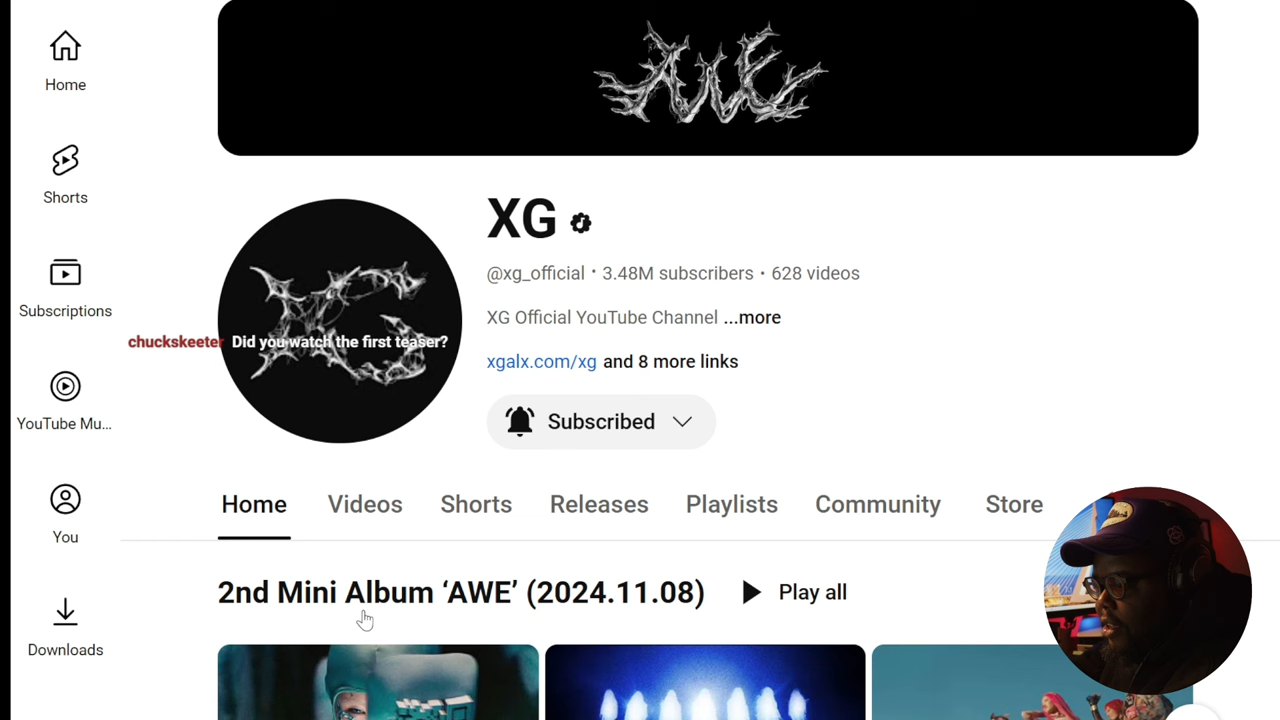 AWE
Home
Shorts
Subscriptions
YouTube Mu...
You
Downloads
XG
XG
@xg_official • 3.48M subscribers • 628 videos
XG Official YouTube Channel ...more
xgalx.com/xg and 8 more links
chuckskeeter Did you watch the first teaser?
Subscribed
Home Videos Shorts Releases Playlists Community Store
2nd Mini Album ‘AWE’ (2024.11.08) Play all